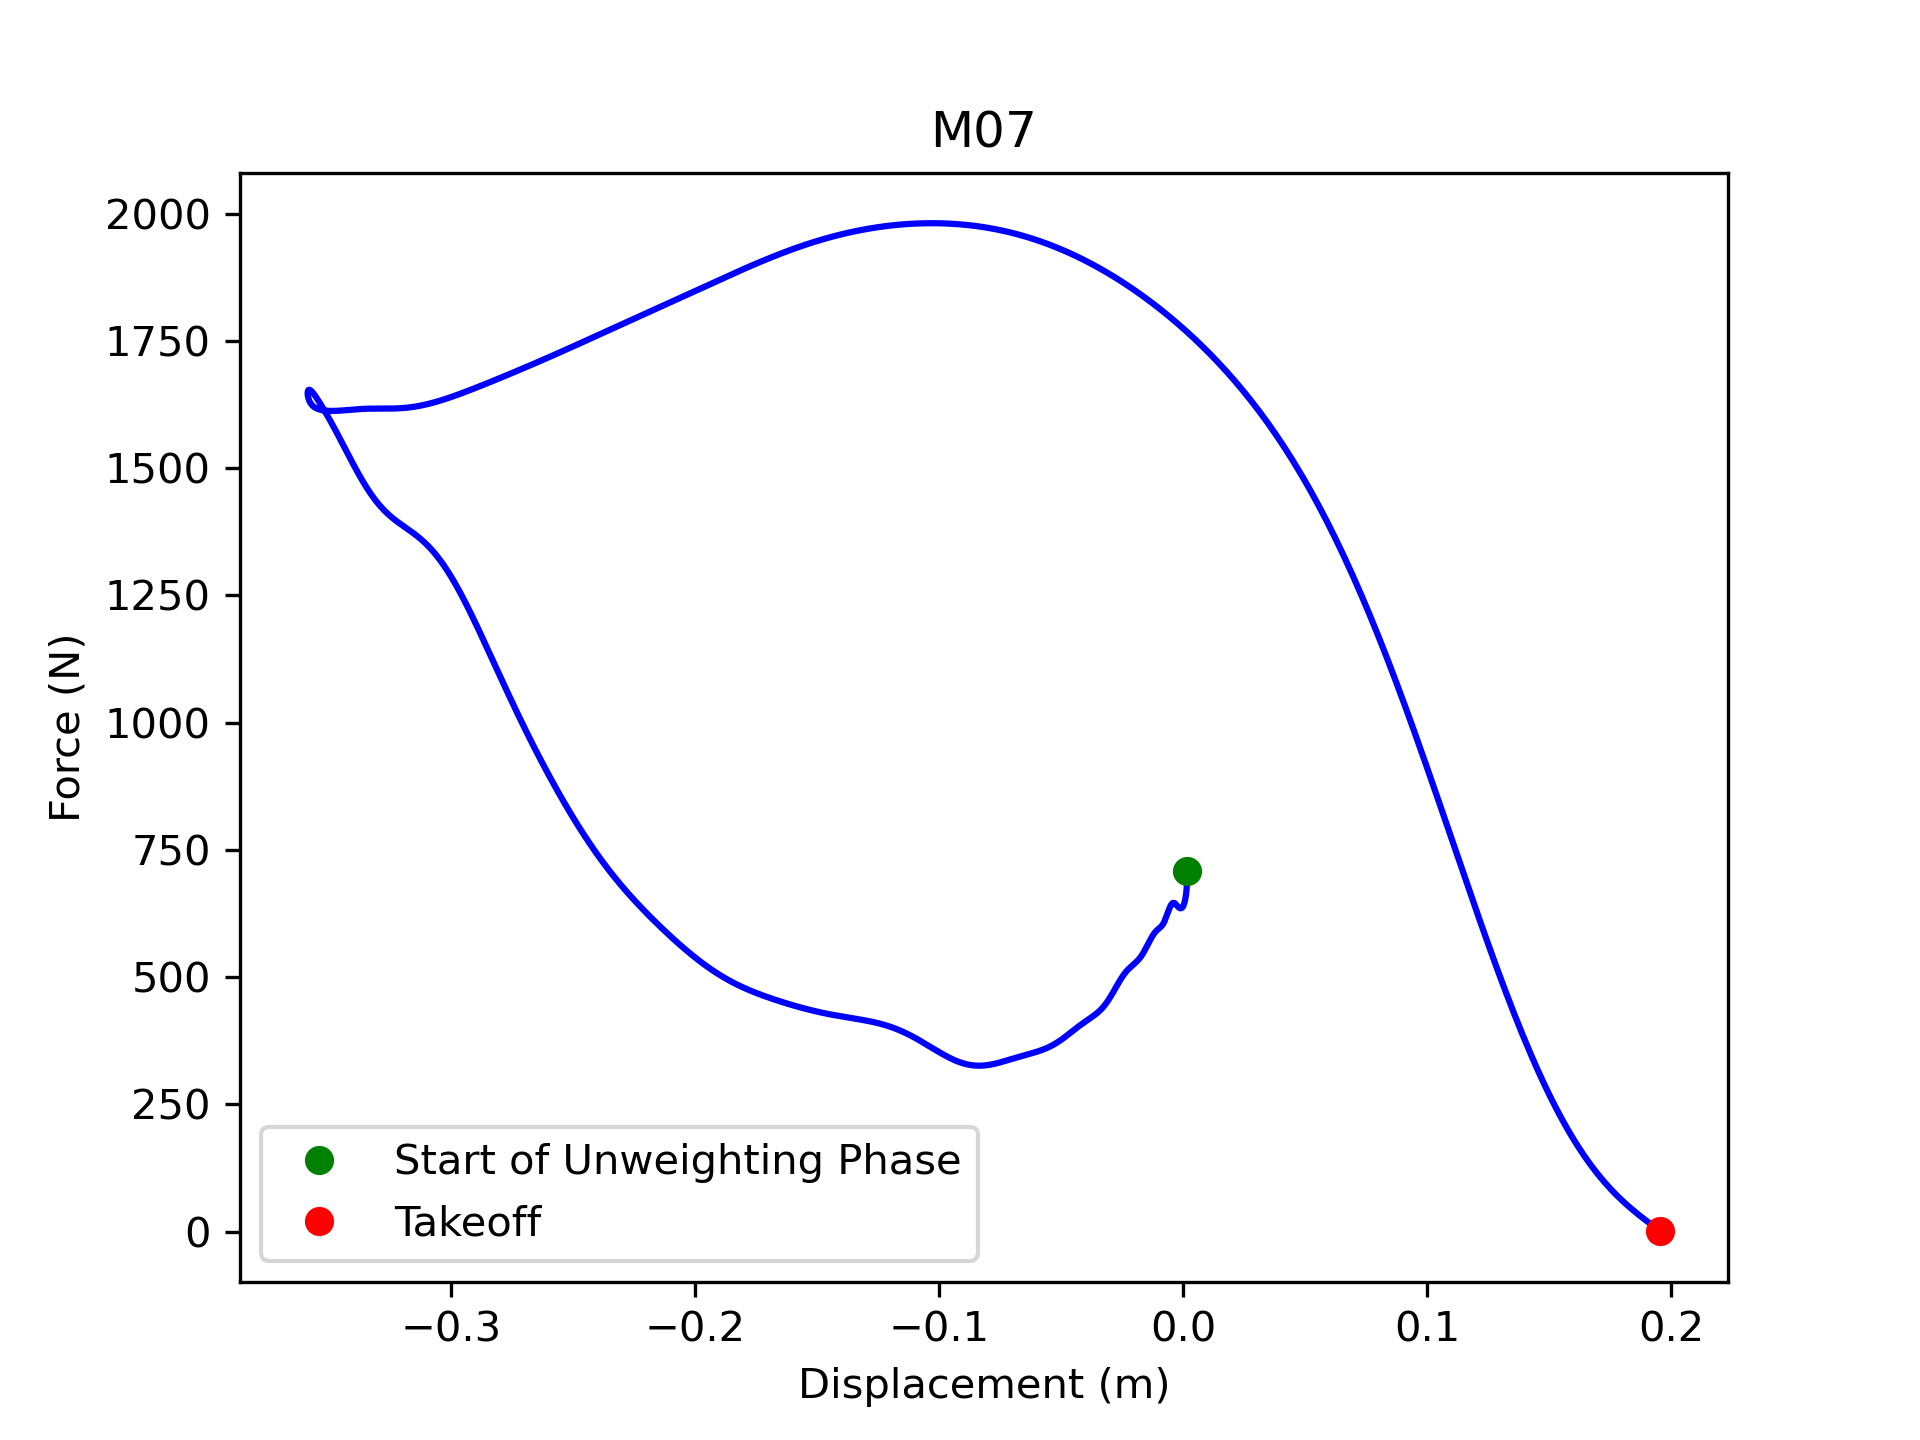 M07
2000
1750
1500
1250
1000
750
500
250
0
Force (N)
Start of Unweighting Phase
Takeoff
−0.3 −0.2 −0.1 0.0 0.1 0.2
Displacement (m)